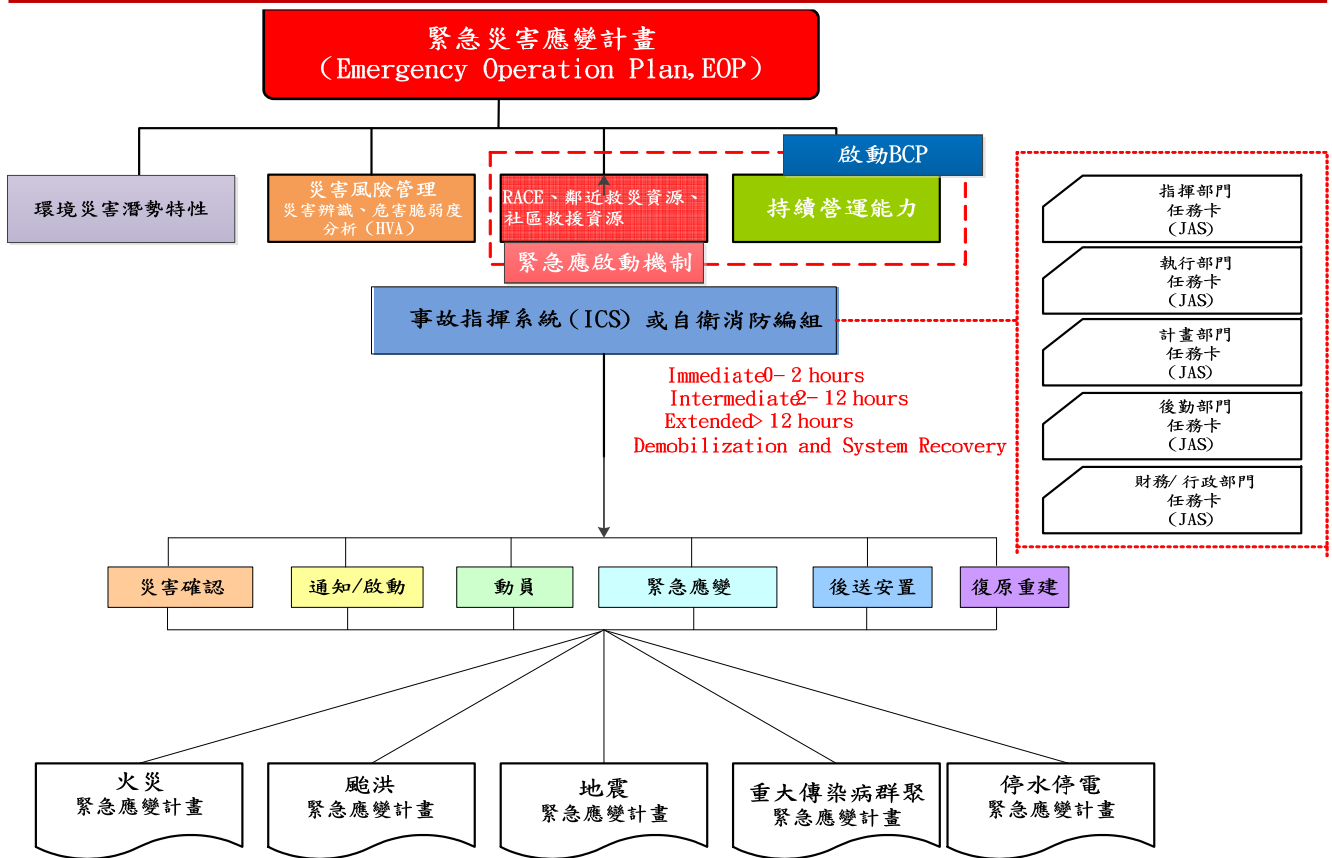 緊急災害應變計畫
（Emergency Operation Plan,EOP）
啟動BCP
環境災害潛勢特性
災害風險管理
災害辨識、危害脆弱度
分析（HVA）
RACE、鄰近救災資源、
社區救援資源
持續營運能力
緊急應啟動機制
事故指揮系統（ICS）或自衛消防編組
指揮部門
任務卡
(JAS)
執行部門
任務卡
(JAS)
計畫部門
任務卡
(JAS)
後勤部門
任務卡
(JAS)
財務/行政部門
任務卡
(JAS)
Immediate0-2 hours
Intermediate2-12 hours
Extended>12 hours
Demobilization and System Recovery
災害確認
通知/啟動
動員
緊急應變
後送安置
復原重建
火災
緊急應變計畫
颱洪
緊急應變計畫
地震
緊急應變計畫
重大傳染病群聚
緊急應變計畫
停水停電
緊急應變計畫